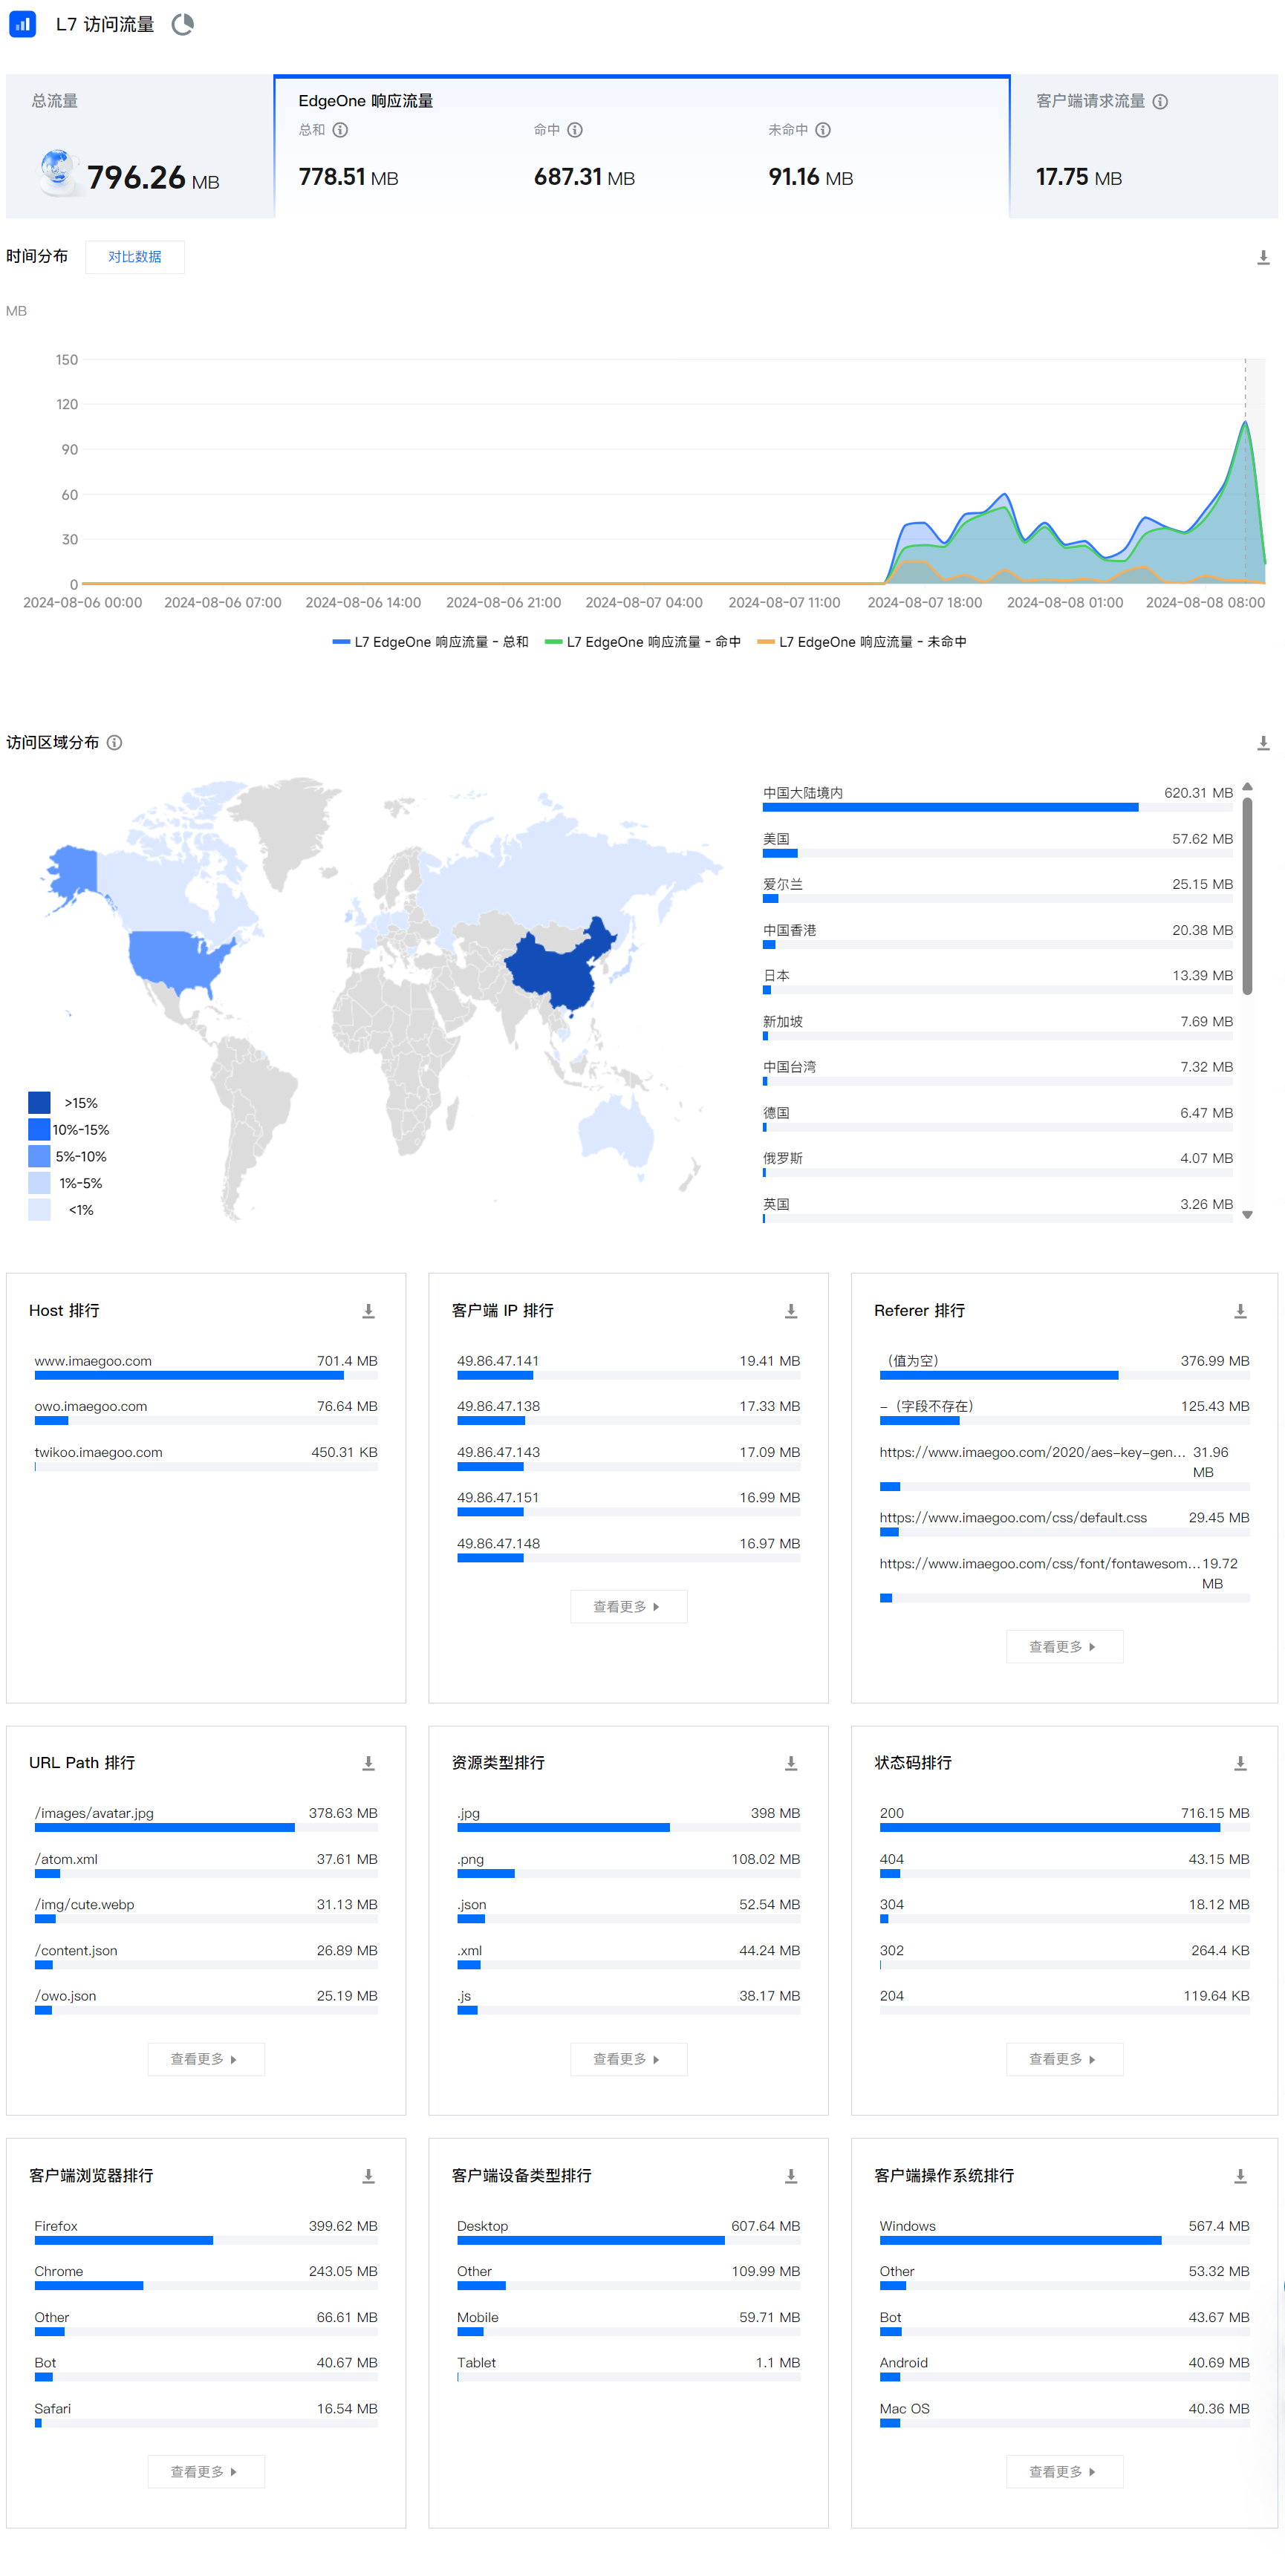 L7 访问流量
总流量
796.26 MB
EdgeOne 响应流量
总和 命中 未命中
778.51 MB 687.31 MB 91.16 MB
客户端请求流量
17.75 MB
时间分布 对比数据
MB
150
120
90
60
30
0
2024-08-06 00:00 2024-08-06 07:00 2024-08-06 14:00 2024-08-06 21:00 2024-08-07 04:00 2024-08-07 11:00 2024-08-07 18:00 2024-08-08 01:00 2024-08-08 08:00
L7 EdgeOne 响应流量 - 总和 L7 EdgeOne 响应流量 - 命中 L7 EdgeOne 响应流量 - 未命中
访问区域分布
>15%
10%-15%
5%-10%
1%-5%
<1%
中国大陆境内 620.31 MB
美国 57.62 MB
爱尔兰 25.15 MB
中国香港 20.38 MB
日本 13.39 MB
新加坡 7.69 MB
中国台湾 7.32 MB
德国 6.47 MB
俄罗斯 4.07 MB
英国 3.26 MB
Host 排行
www.imaegoo.com 701.4 MB
owo.imaegoo.com 76.64 MB
twikoo.imaegoo.com 450.31 KB
客户端 IP 排行
49.86.47.141 19.41 MB
49.86.47.138 17.33 MB
49.86.47.143 17.09 MB
49.86.47.151 16.99 MB
49.86.47.148 16.97 MB
查看更多
Referer 排行
（值为空） 376.99 MB
-（字段不存在） 125.43 MB
https://www.imaegoo.com/2020/aes-key-gen... 31.96
MB
https://www.imaegoo.com/css/default.css 29.45 MB
https://www.imaegoo.com/css/font/fontawesom... 19.72
MB
查看更多
URL Path 排行
/images/avatar.jpg 378.63 MB
/atom.xml 37.61 MB
/img/cute.webp 31.13 MB
/content.json 26.89 MB
/owo.json 25.19 MB
查看更多
资源类型排行
.jpg 398 MB
.png 108.02 MB
.json 52.54 MB
.xml 44.24 MB
.js 38.17 MB
查看更多
状态码排行
200 716.15 MB
404 43.15 MB
304 18.12 MB
302 264.4 KB
204 119.64 KB
查看更多
客户端浏览器排行
Firefox 399.62 MB
Chrome 243.05 MB
Other 66.61 MB
Bot 40.67 MB
Safari 16.54 MB
查看更多
客户端设备类型排行
Desktop 607.64 MB
Other 109.99 MB
Mobile 59.71 MB
Tablet 1.1 MB
客户端操作系统排行
Windows 567.4 MB
Other 53.32 MB
Bot 43.67 MB
Android 40.69 MB
Mac OS 40.36 MB
查看更多